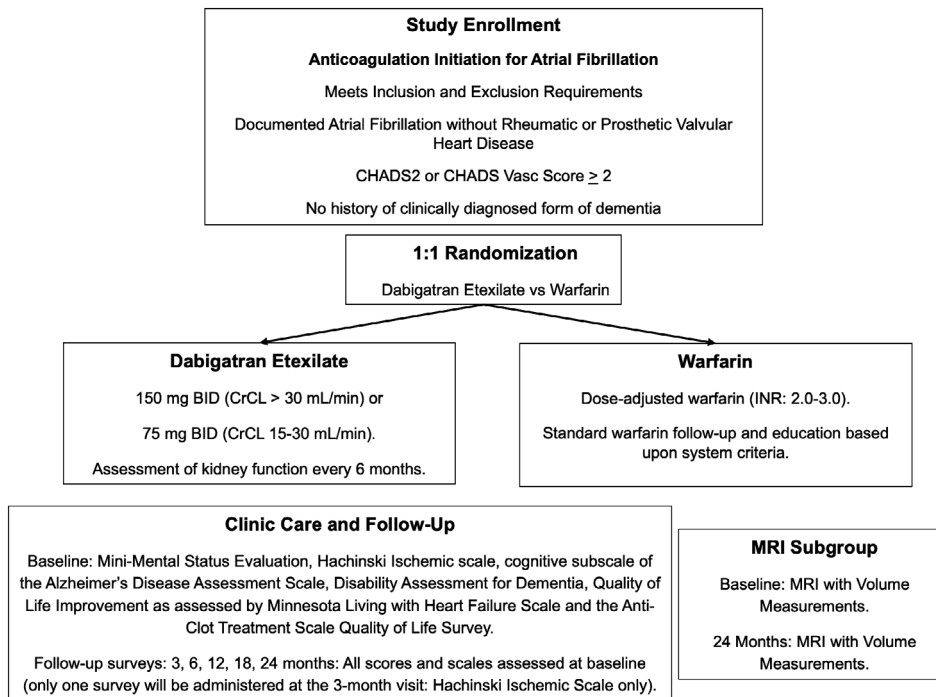 Study Enrollment
Anticoagulation Initiation for Atrial Fibrillation
Meets Inclusion and Exclusion Requirements
Documented Atrial Fibrillation without Rheumatic or Prosthetic Valvular
Heart Disease
CHADS2 or CHADS Vasc Score ≥ 2
No history of clinically diagnosed form of dementia
1:1 Randomization
Dabigatran Etexilate vs Warfarin
Dabigatran Etexilate
150 mg BID (CrCL > 30 mL/min) or
75 mg BID (CrCL 15-30 mL/min).
Assessment of kidney function every 6 months.
Warfarin
Dose-adjusted warfarin (INR: 2.0-3.0).
Standard warfarin follow-up and education based
upon system criteria.
Clinic Care and Follow-Up
Baseline: Mini-Mental Status Evaluation, Hachinski Ischemic scale, cognitive subscale of
the Alzheimer's Disease Assessment Scale, Disability Assessment for Dementia, Quality of
Life Improvement as assessed by Minnesota Living with Heart Failure Scale and the Anti-
Clot Treatment Scale Quality of Life Survey.
Follow-up surveys: 3, 6, 12, 18, 24 months: All scores and scales assessed at baseline
(only one survey will be administered at the 3-month visit: Hachinski Ischemic Scale only).
MRI Subgroup
Baseline: MRI with Volume
Measurements.
24 Months: MRI with Volume
Measurements.